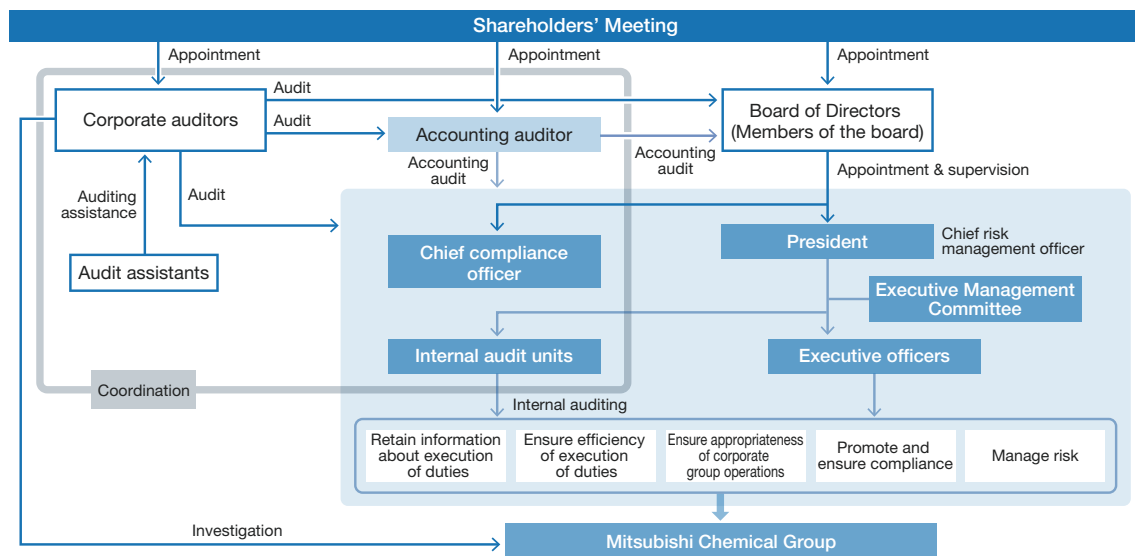 Shareholders' Meeting
Appointment
Appointment
Appointment
Audit
Corporate auditors
Audit
Accounting auditor
Board of Directors
(Members of the board)
Accounting
audit
Accounting
audit
Appointment & supervision
Auditing
assistance
Audit
Audit assistants
Chief compliance
officer
President
Chief risk
management officer
Executive Management
Committee
Internal audit units
Executive officers
Coordination
Internal auditing
Retain information
about execution
of duties
Ensure efficiency
of execution
of duties
Ensure appropriateness
of corporate
group operations
Promote and
ensure compliance
Manage risk
Investigation
Mitsubishi Chemical Group